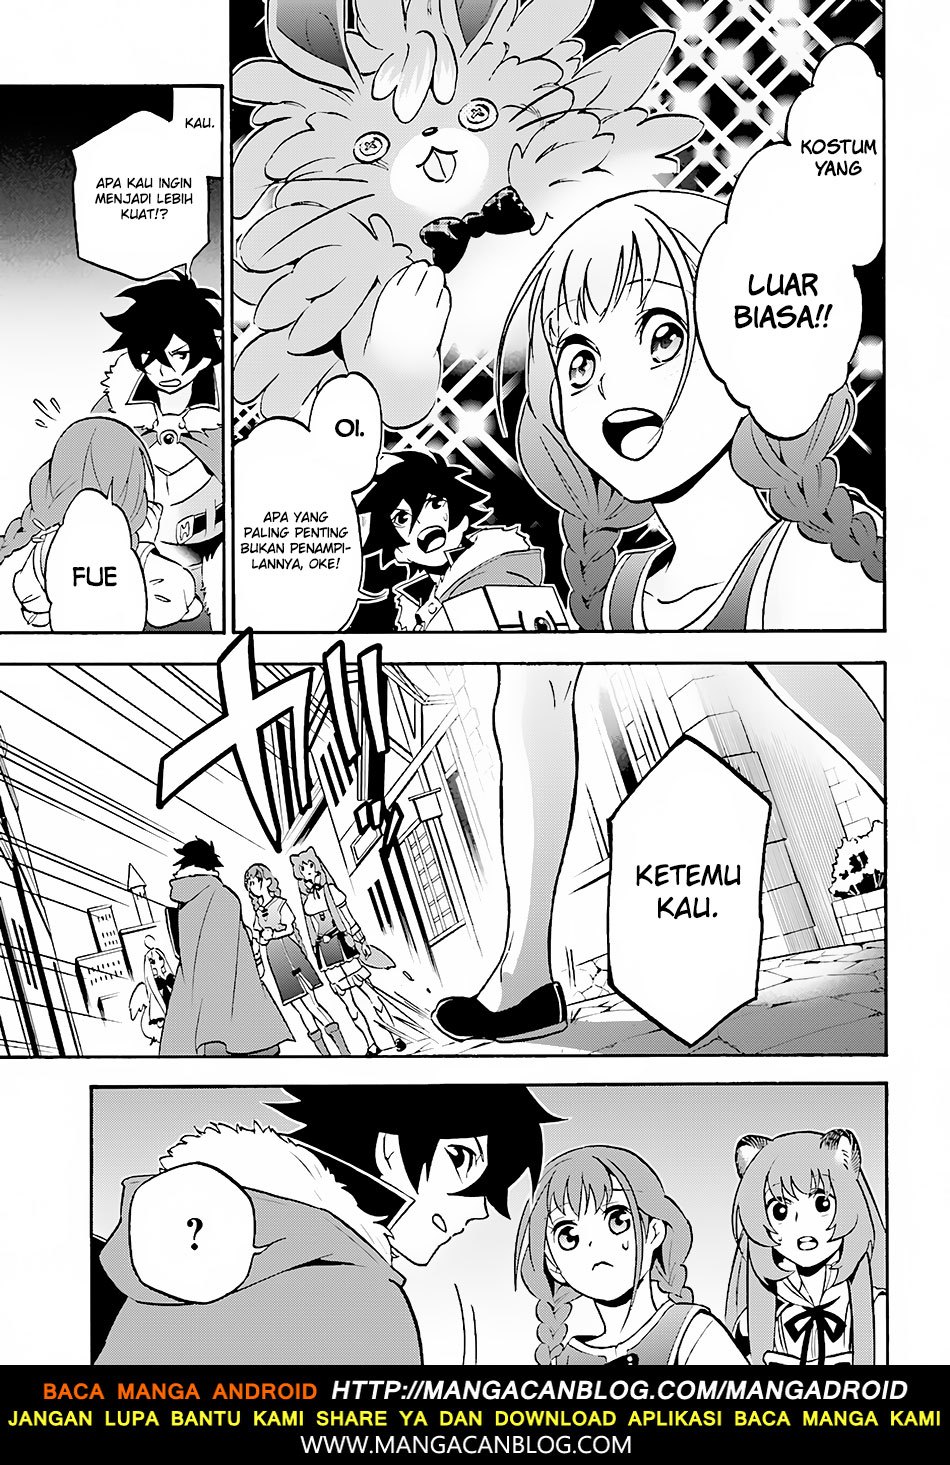 KOSTUM
YANG
LUAR
BIASA!!
OI.
APA YANG
PALING PENTING
BUKAN PENAMPI-
LANNYA, OKE!
KAU.
APA KAU INGIN
MENJADI LEBIH
KUAT!?
FUE
KETEMU
KAU.
?
BACA MANGA ANDROID HTTP://MANGACANBLOG.COM/MANGADROID
JANGAN LUPA BANTU KAMI SHARE YA DAN DOWNLOAD APLIKASI BACA MANGA KAMI
WWW.MANGACANBLOG.COM